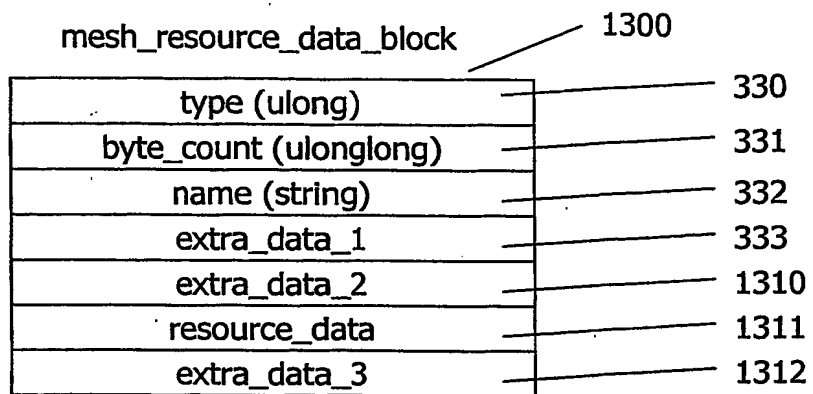 mesh_resource_data_block 1300
type (ulong) 330
byte_count (ulonglong) 331
name (string) 332
extra_data_1 333
extra_data_2 1310
resource_data 1311
extra_data_3 1312